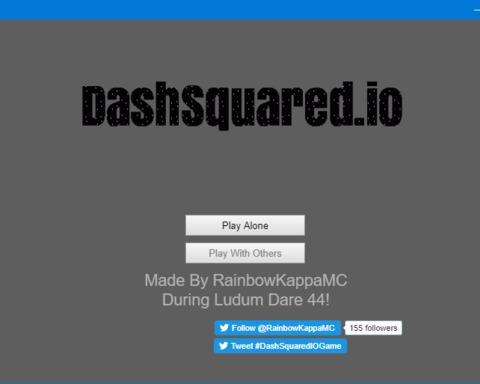 DashSquared.io
Play Alone
Play With Others
Made By RainbowKappaMC
During Ludum Dare 44!
Follow @RainbowKappaMC 155 followers
Tweet #DashSquaredIOGame